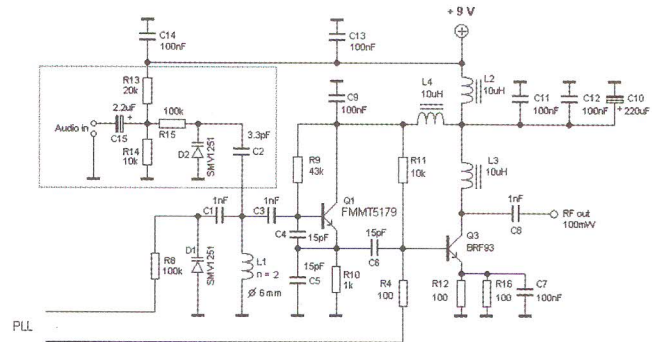 + 9 V
C14
100nF
C13
100nF
R13
20k
2.2uF
+
Audio in
C15
R14
10k
100k
R15
D2
SMV1251
3.3pF
C2
C9
100nF
L4
10uH
L2
10uH
C11
100nF
C12
100nF
C10
220uF
+
R9
43k
R11
10k
L3
10uH
Q1
FMMT5179
1nF
C8
RF out
100mW
1nF
C1
1nF
C3
C4
15pF
15pF
C6
Q3
BRF93
D1
SMV1251
R8
100k
L1
n = 2
Ø 6mm
15pF
C5
R10
1k
R4
100
R12
100
R16
100
C7
100nF
PLL